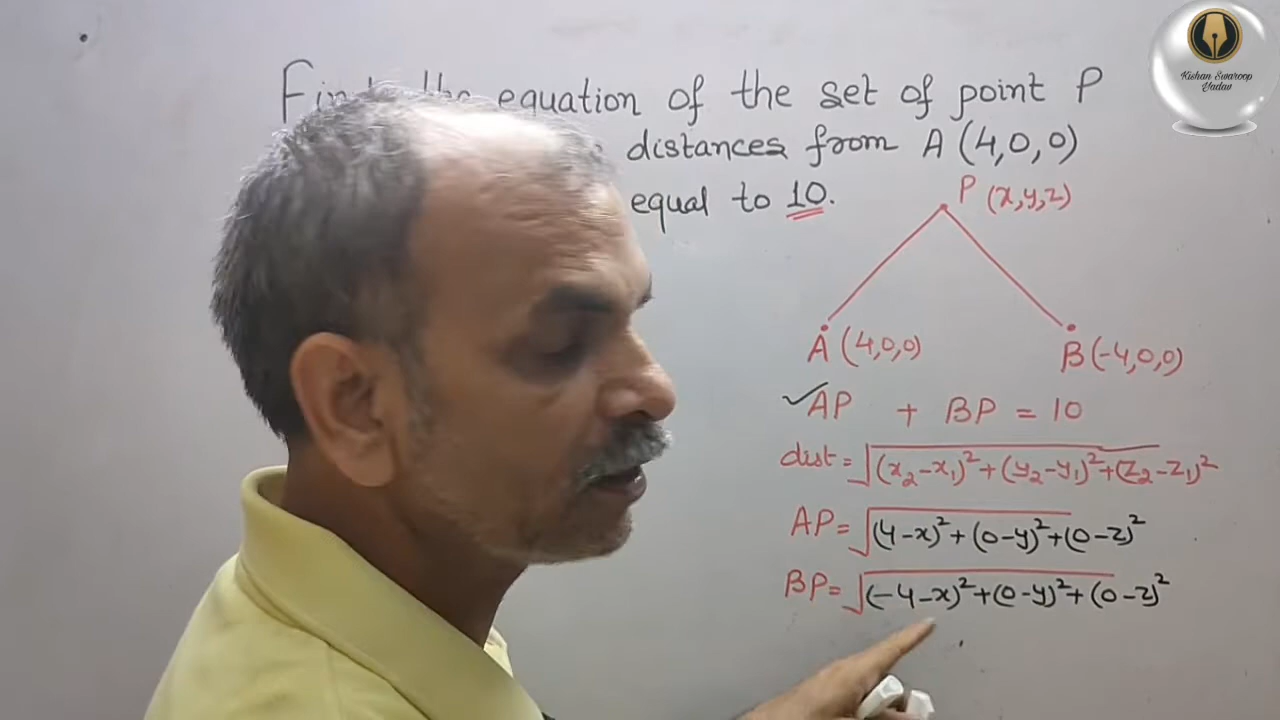 Find the equation of the set of point P
distances from A (4,0,0)
equal to 10.
P (x,y,z)
A (4,0,0)
B (-4,0,0)
✓AP + BP = 10
dist = √(x₂-x₁)²+(y₂-y₁)²+(z₂-z₁)²
AP = √(4-x)²+(0-y)²+(0-z)²
BP = √(-4-x)²+(0-y)²+(0-z)²
Kishan Swaroop
Yadav